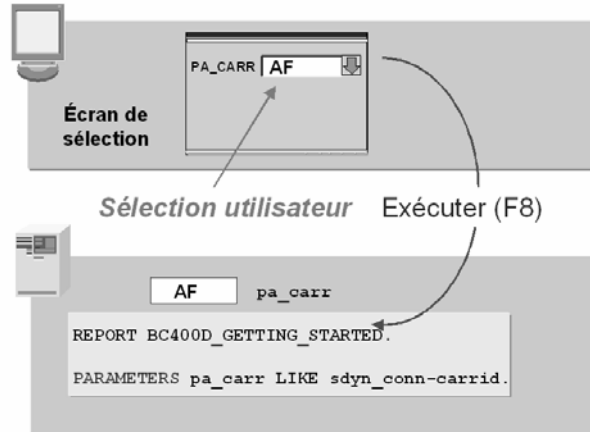 PA_CARR AF
Écran de
sélection
Sélection utilisateur Exécuter (F8)
AF pa_carr
REPORT BC400D_GETTING_STARTED.
PARAMETERS pa_carr LIKE sdyn_conn-carrid.